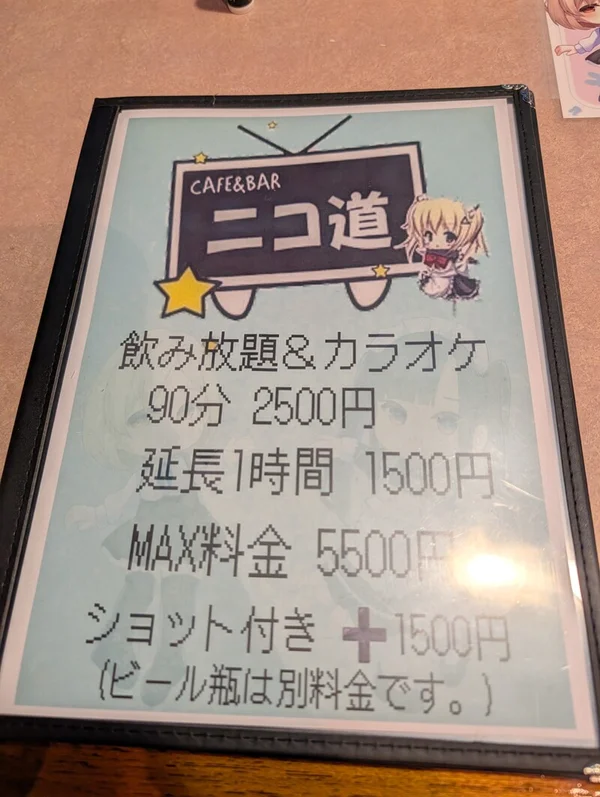 CAFE&BAR
ニコ道
飲み放題&カラオケ
90分 2500円
延長1時間 1500円
MAX料金 5500円
ショット付き ➕1500円
(ビール瓶は別料金です。)